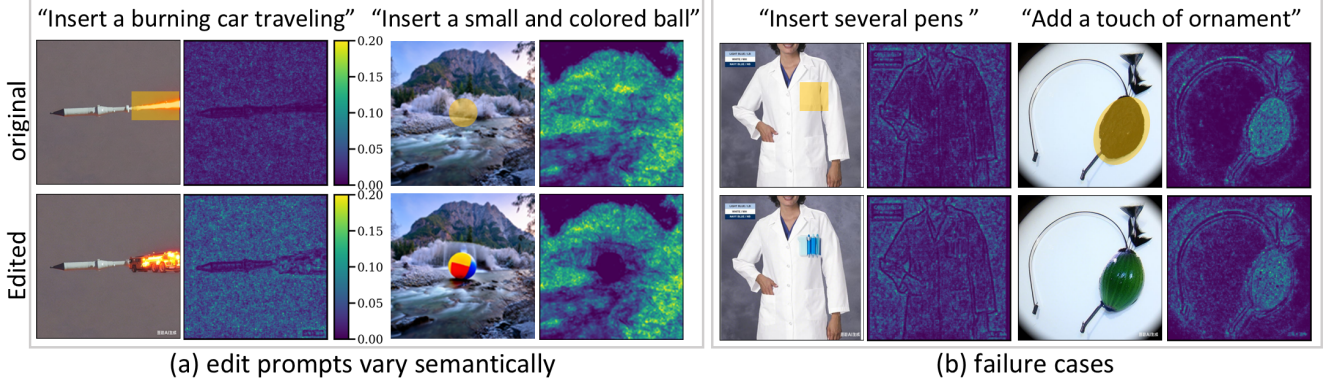 “Insert a burning car traveling” “Insert a small and colored ball” “Insert several pens ” “Add a touch of ornament”
original
0.20
0.15
0.10
0.05
0.00
Edited
0.20
0.15
0.10
0.05
0.00
(a) edit prompts vary semantically
(b) failure cases